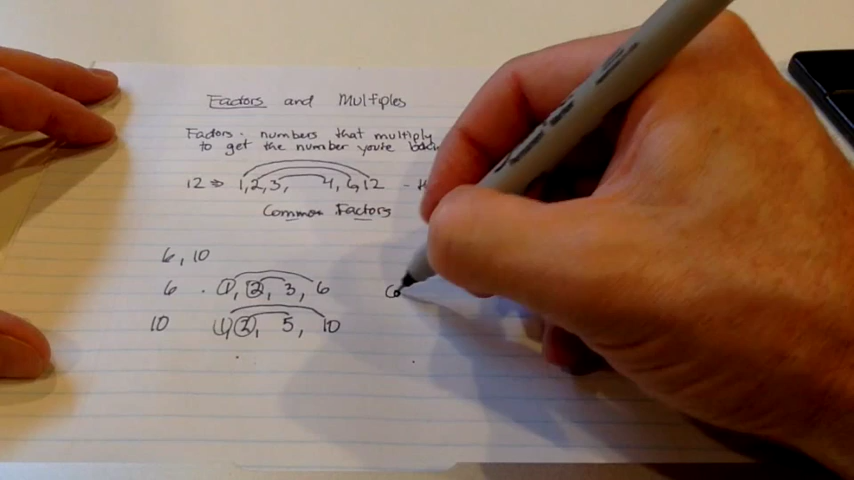 Factors and Multiples
Factors - numbers that multiply
to get the number you're
12 ⇒ 1, 2, 3, 4, 6, 12 -
Common Factors
6, 10
6 . 1, 2, 3, 6
6
10 1, 2, 5, 10